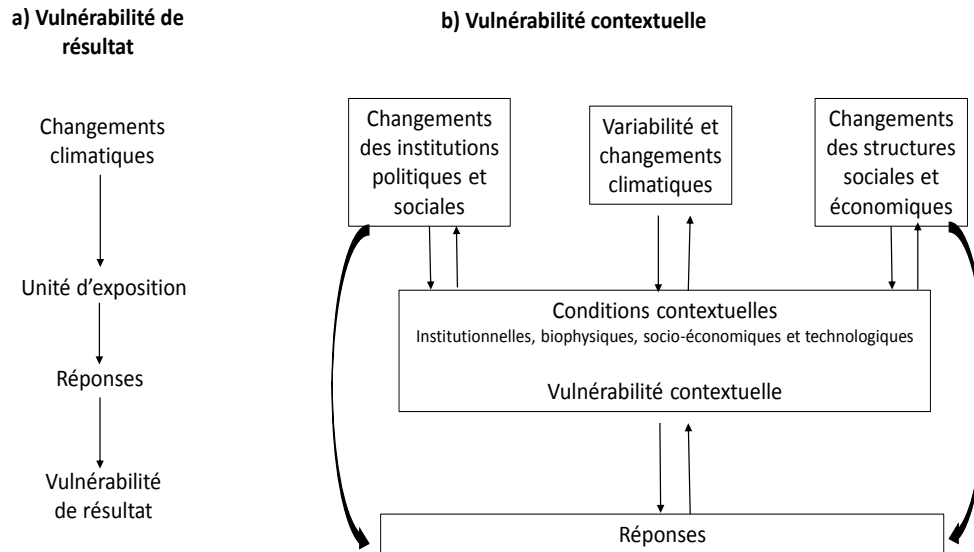 a) Vulnérabilité de
résultat
Changements
climatiques
Unité d'exposition
Réponses
Vulnérabilité
de résultat
b) Vulnérabilité contextuelle
Changements
des institutions
politiques et
sociales
Variabilité et
changements
climatiques
Changements
des structures
sociales et
économiques
Conditions contextuelles
Institutionnelles, biophysiques, socio-économiques et technologiques
Vulnérabilité contextuelle
Réponses